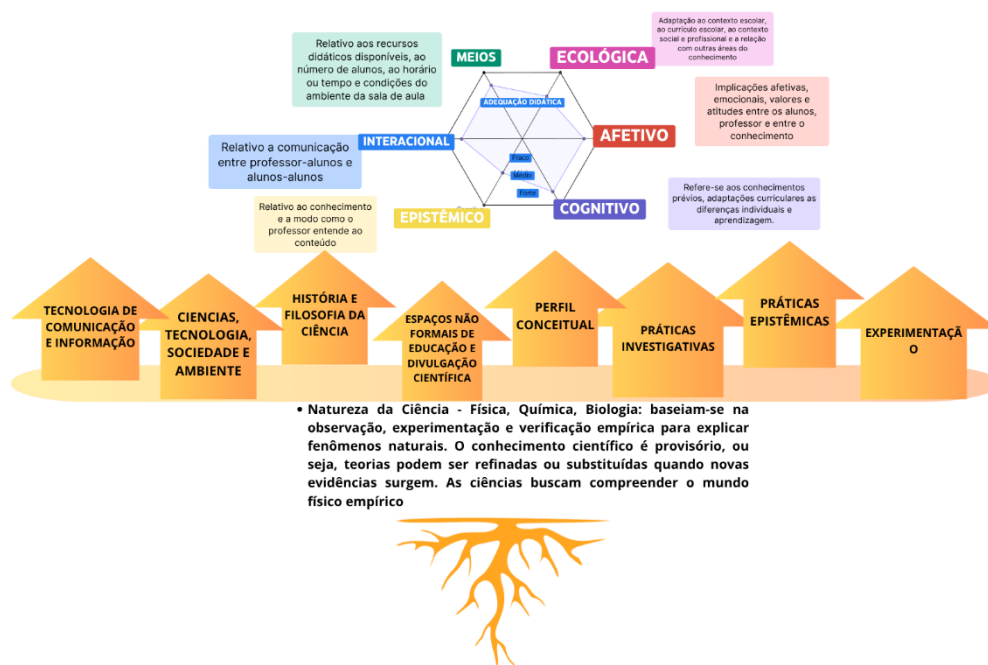 Relativo aos recursos
didáticos disponíveis, ao
número de alunos, ao horário
ou tempo e condições do
ambiente da sala de aula
MEIOS
ECOLÓGICA
Adaptação ao contexto escolar,
ao currículo escolar, ao contexto
social e profissional e a relação
com outras áreas do
conhecimento
ADEQUAÇÃO DIDÁTICA
Implicações afetivas,
emocionais, valores e
atitudes entre os alunos,
professor e entre o
conhecimento
INTERACIONAL
AFETIVO
Relativo a comunicação
entre professor-alunos e
alunos-alunos
Fraco
Médio
Forte
Relativo ao conhecimento
e a modo como o
professor entende ao
conteúdo
EPISTÊMICO
COGNITIVO
Refere-se aos conhecimentos
prévios, adaptações curriculares as
diferenças individuais e
aprendizagem.
TECNOLOGIA DE
COMUNICAÇÃO
E INFORMAÇÃO
CIENCIAS,
TECNOLOGIA,
SOCIEDADE E
AMBIENTE
HISTÓRIA E
FILOSOFIA DA
CIÊNCIA
ESPAÇOS NÃO
FORMAIS DE
EDUCAÇÃO E
DIVULGAÇÃO
CIENTÍFICA
PERFIL
CONCEITUAL
PRÁTICAS
INVESTIGATIVAS
PRÁTICAS
EPISTÊMICAS
EXPERIMENTAÇÃ
O
• Natureza da Ciência - Física, Química, Biologia: baseiam-se na
observação, experimentação e verificação empírica para explicar
fenômenos naturais. O conhecimento científico é provisório, ou
seja, teorias podem ser refinadas ou substituídas quando novas
evidências surgem. As ciências buscam compreender o mundo
físico empírico